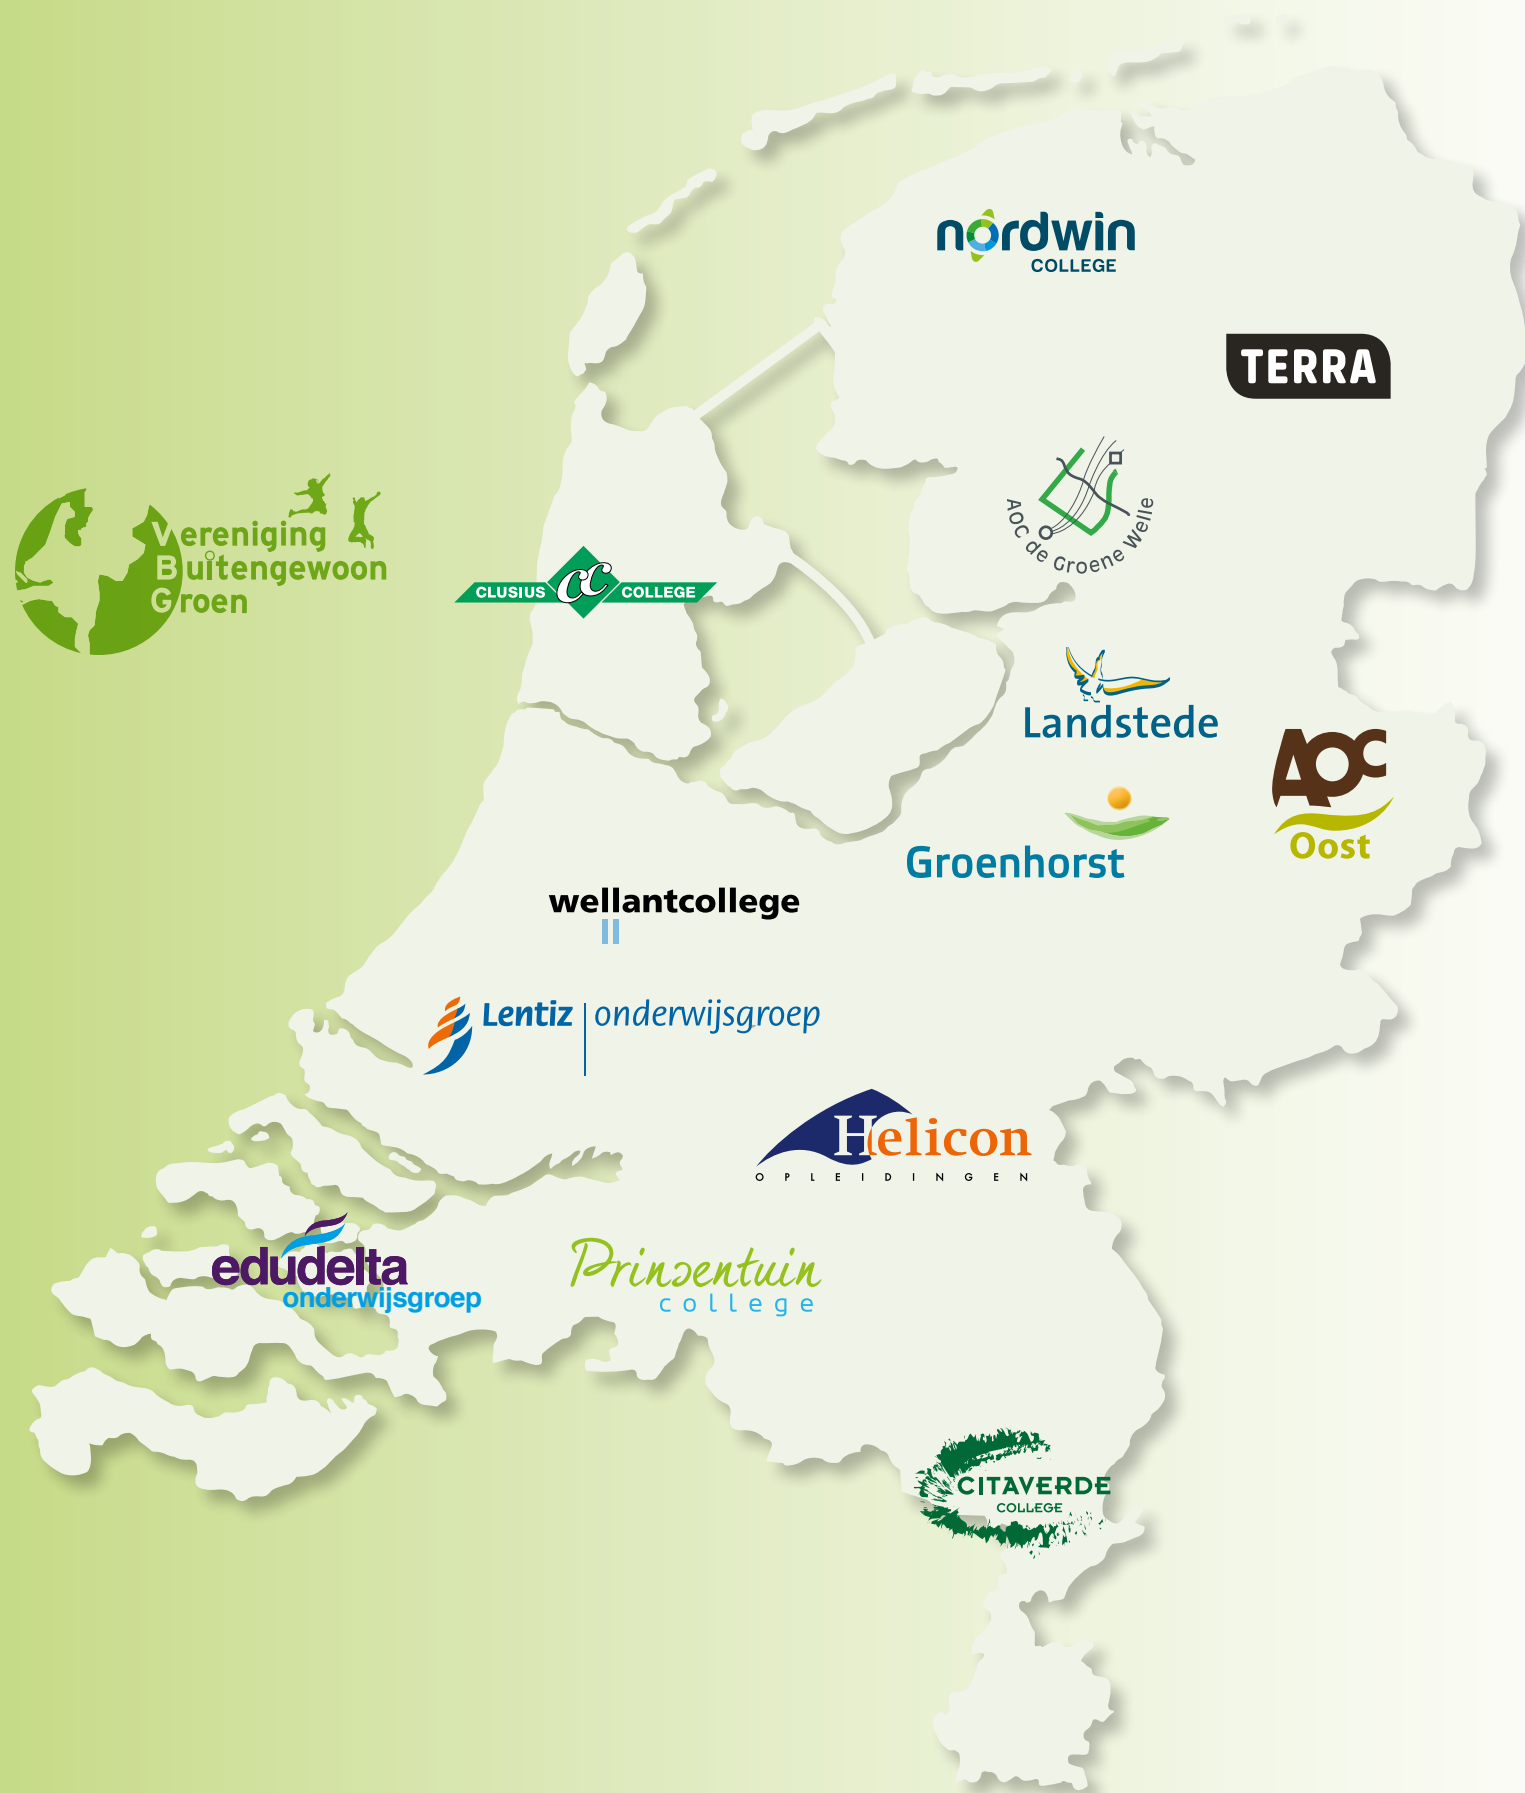 nordwin
COLLEGE
TERRA
AOC de Groene Welle
Vereniging
Buitengewoon
Groen
CLUSIUS CC COLLEGE
Landstede
AOC
Oost
Groenhorst
wellantcollege
Lentiz onderwijsgroep
Helicon
OPLEIDINGEN
edudelta
onderwijsgroep
Prinsentuin
college
CITAVERDE
COLLEGE